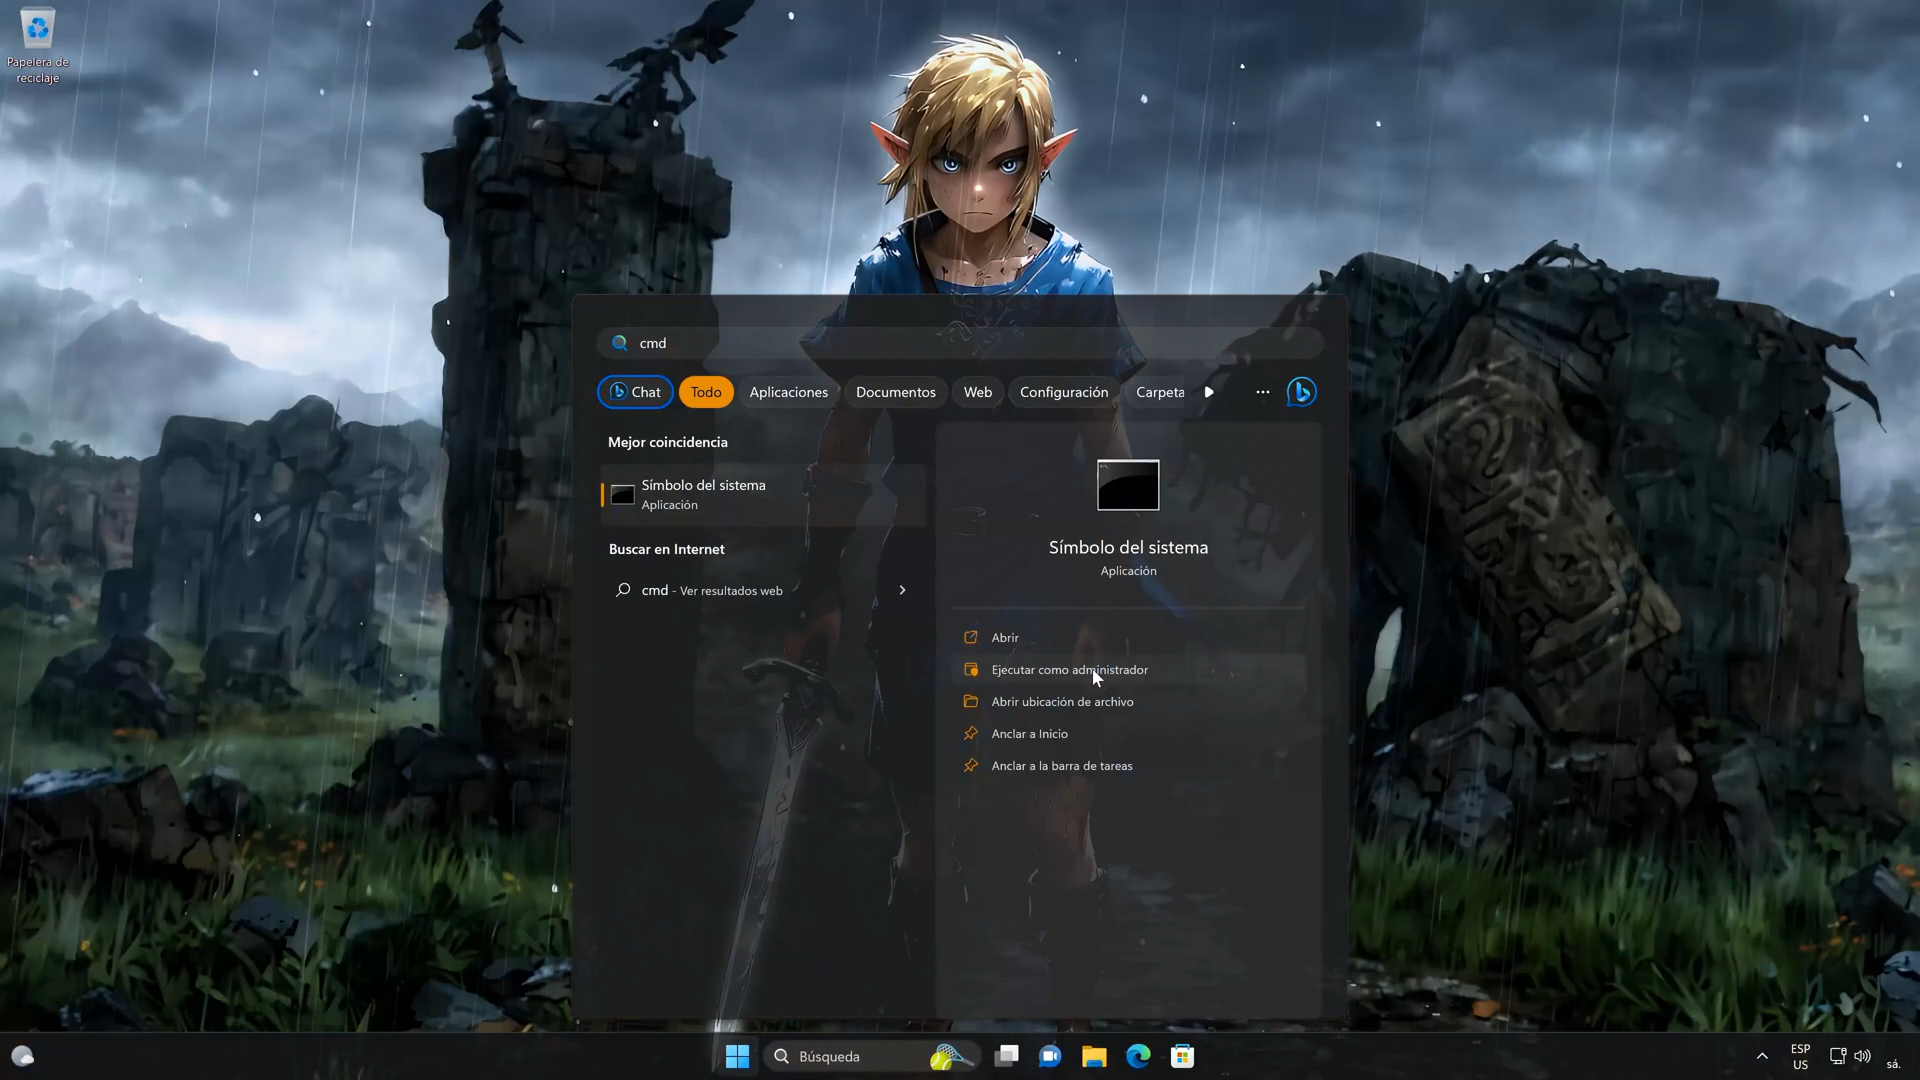 Papelera de
reciclaje
cmd
Chat
Todo
Aplicaciones
Documentos
Web
Configuración
Carpeta
Mejor coincidencia
Símbolo del sistema
Aplicación
Buscar en Internet
cmd - Ver resultados web
Símbolo del sistema
Aplicación
Abrir
Ejecutar como administrador
Abrir ubicación de archivo
Anclar a Inicio
Anclar a la barra de tareas
Búsqueda
ESP
US
sá.